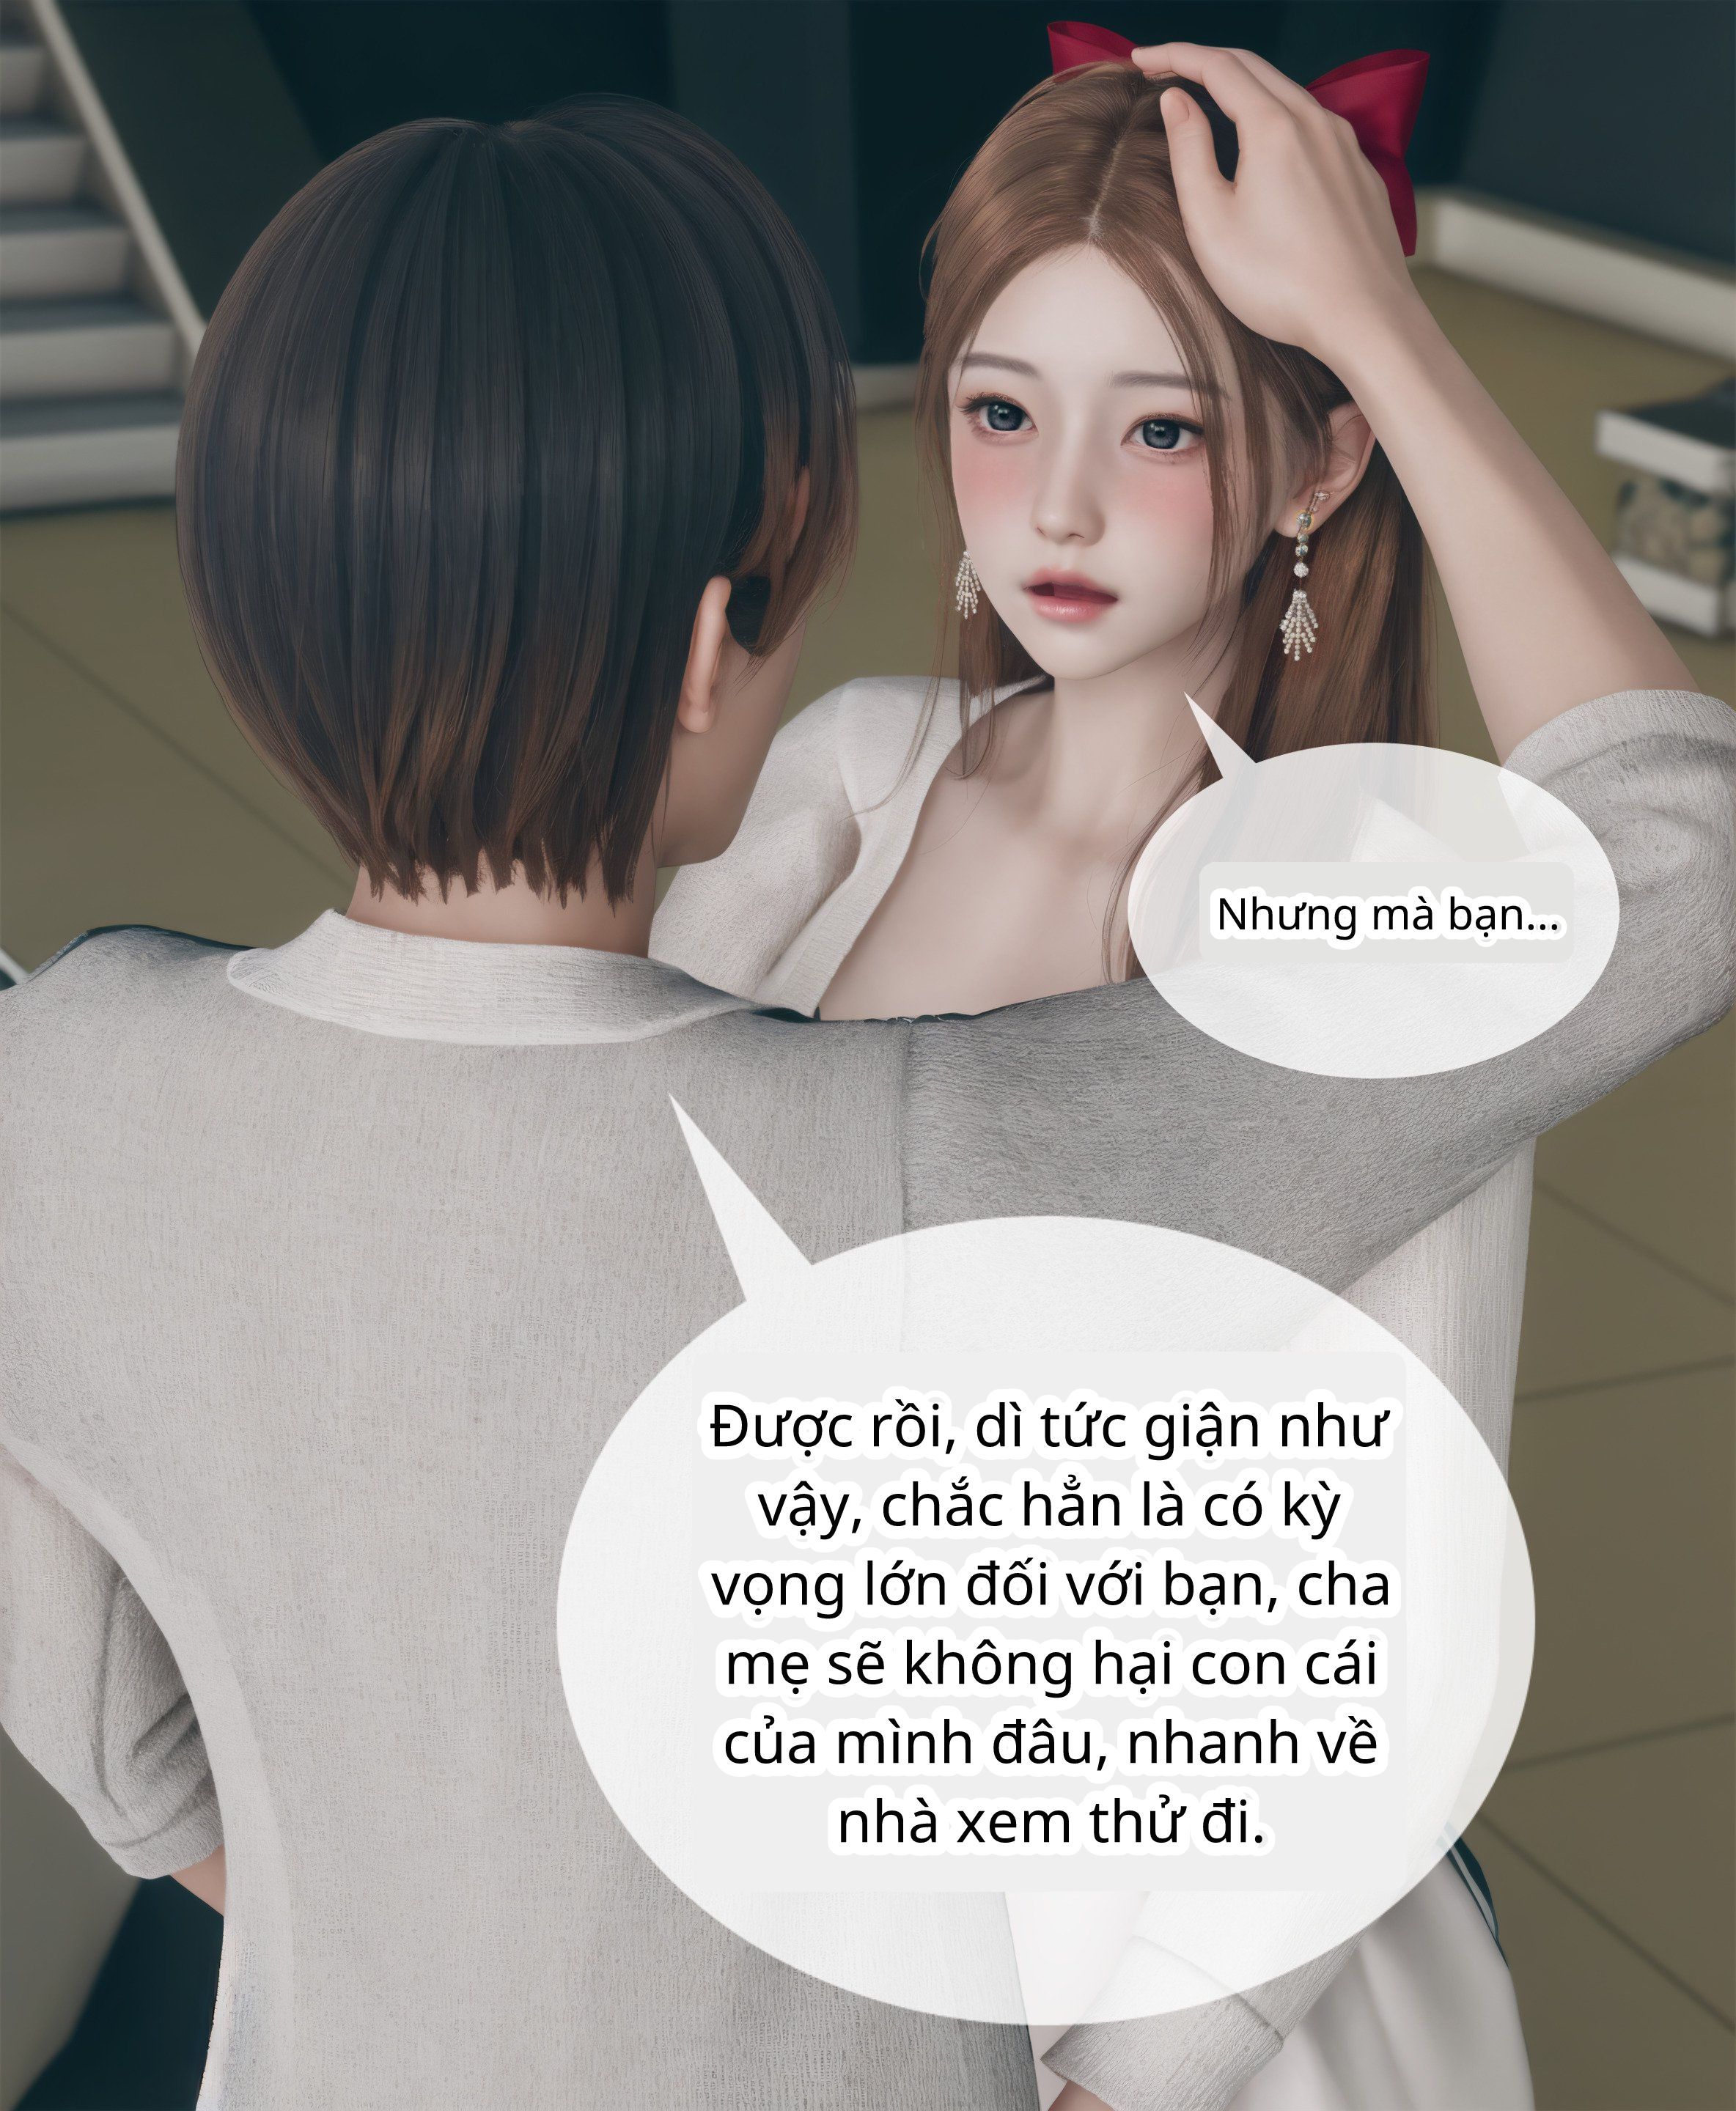 Nhưng mà bạn...
Được rồi, dì tức giận như
vậy, chắc hẳn là có kỳ
vọng lớn đối với bạn, cha
mẹ sẽ không hại con cái
của mình đâu, nhanh về
nhà xem thử đi.